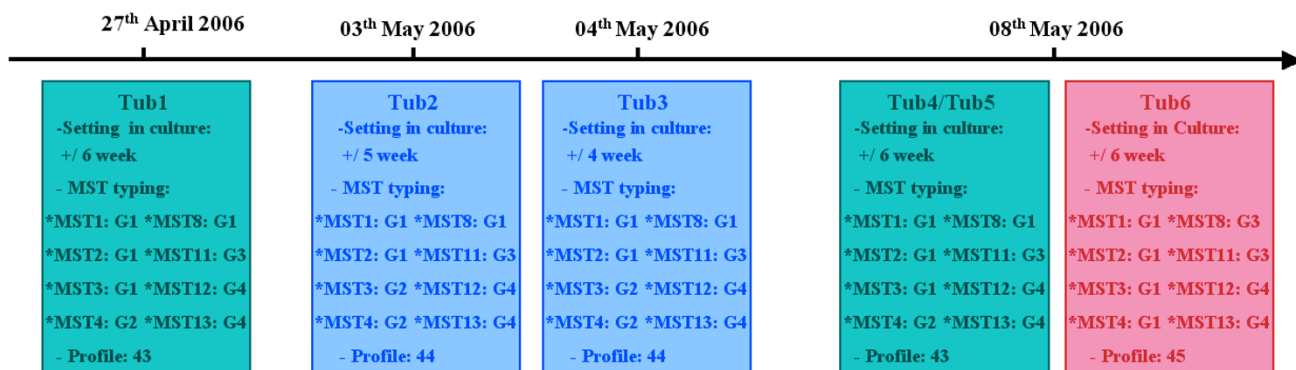 27th April 2006
03th May 2006
04th May 2006
08th May 2006
Tub1
-Setting in culture:
+/ 6 week
- MST typing:
*MST1: G1 *MST8: G1
*MST2: G1 *MST11: G3
*MST3: G1 *MST12: G4
*MST4: G2 *MST13: G4
- Profile: 43
Tub2
-Setting in culture:
+/ 5 week
- MST typing:
*MST1: G1 *MST8: G1
*MST2: G1 *MST11: G3
*MST3: G2 *MST12: G4
*MST4: G2 *MST13: G4
- Profile: 44
Tub3
-Setting in culture:
+/ 4 week
- MST typing:
*MST1: G1 *MST8: G1
*MST2: G1 *MST11: G3
*MST3: G2 *MST12: G4
*MST4: G2 *MST13: G4
- Profile: 44
Tub4/Tub5
-Setting in culture:
+/ 6 week
- MST typing:
*MST1: G1 *MST8: G1
*MST2: G1 *MST11: G3
*MST3: G1 *MST12: G4
*MST4: G2 *MST13: G4
- Profile: 43
Tub6
- Setting in Culture:
+/ 6 week
- MST typing:
*MST1: G1 *MST8: G3
*MST2: G1 *MST11: G3
*MST3: G1 *MST12: G4
*MST4: G1 *MST13: G4
- Profile: 45